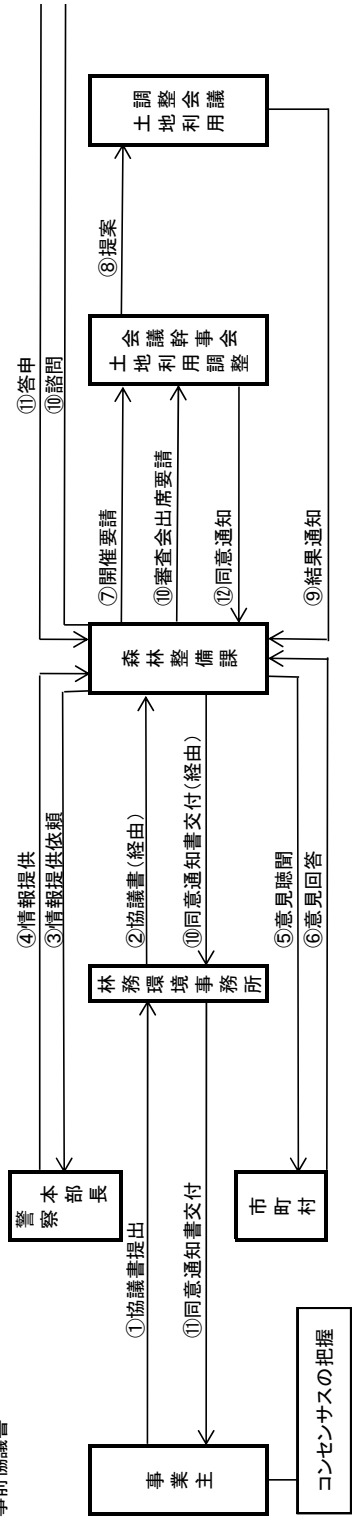 事前協議書
事業主
コンセンサスの把握
①協議書提出
⑪同意通知書交付
警察
本部長
市町村
林務環境事務所
④情報提供
③情報提供依頼
②協議書（経由）
⑩同意通知書交付（経由）
⑤意見聴聞
⑥意見回答
森林整備課
⑪答申
⑩諮問
⑦開催要請
⑩審査会出席要請
⑫同意通知
⑨結果通知
土地利用調整
会議幹事会
⑧提案
土地利用
調整会議